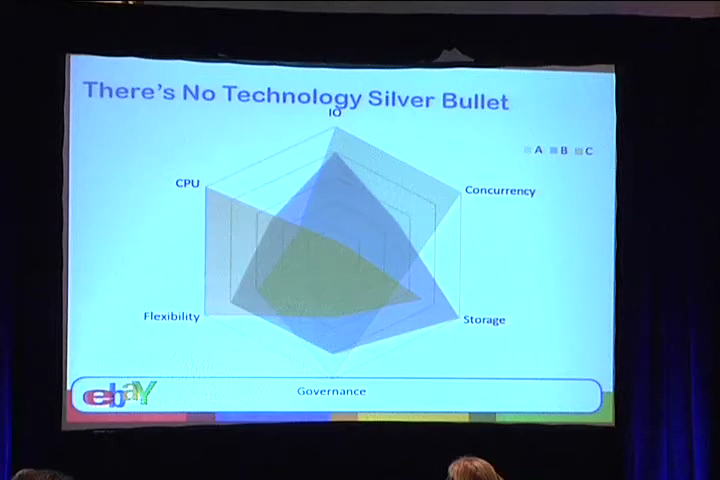 There's No Technology Silver Bullet
IO
A B C
CPU
Concurrency
Flexibility
Storage
Governance
ebaY